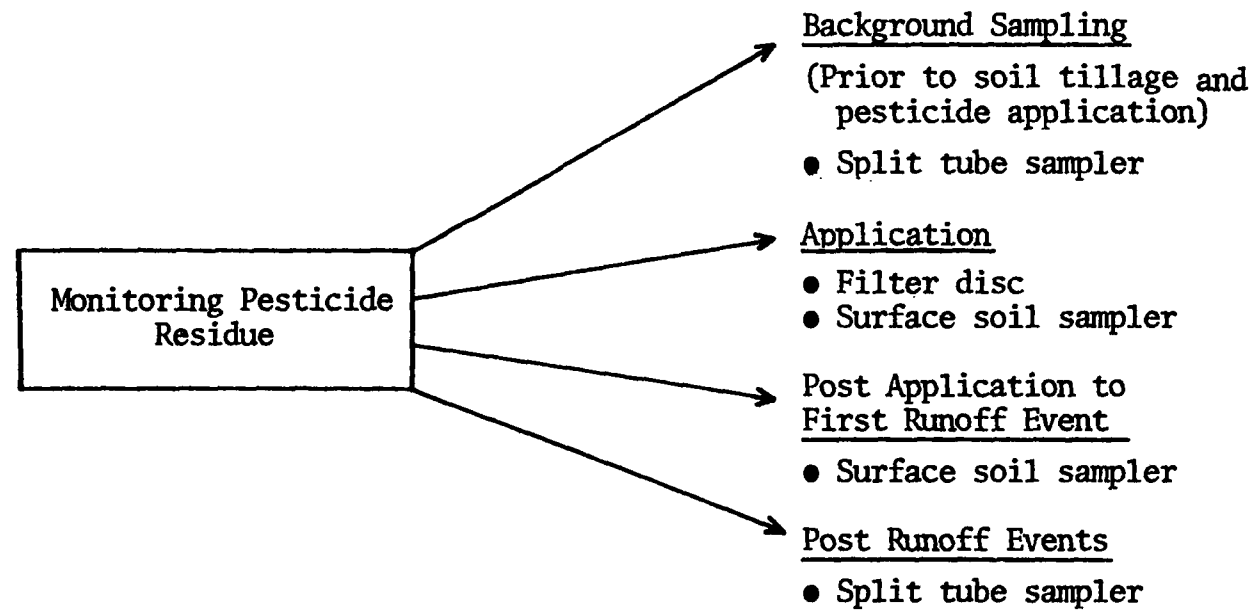 Monitoring Pesticide
Residue
Background Sampling
(Prior to soil tillage and
pesticide application)
● Split tube sampler
Application
● Filter disc
● Surface soil sampler
Post Application to
First Runoff Event
● Surface soil sampler
Post Runoff Events
● Split tube sampler